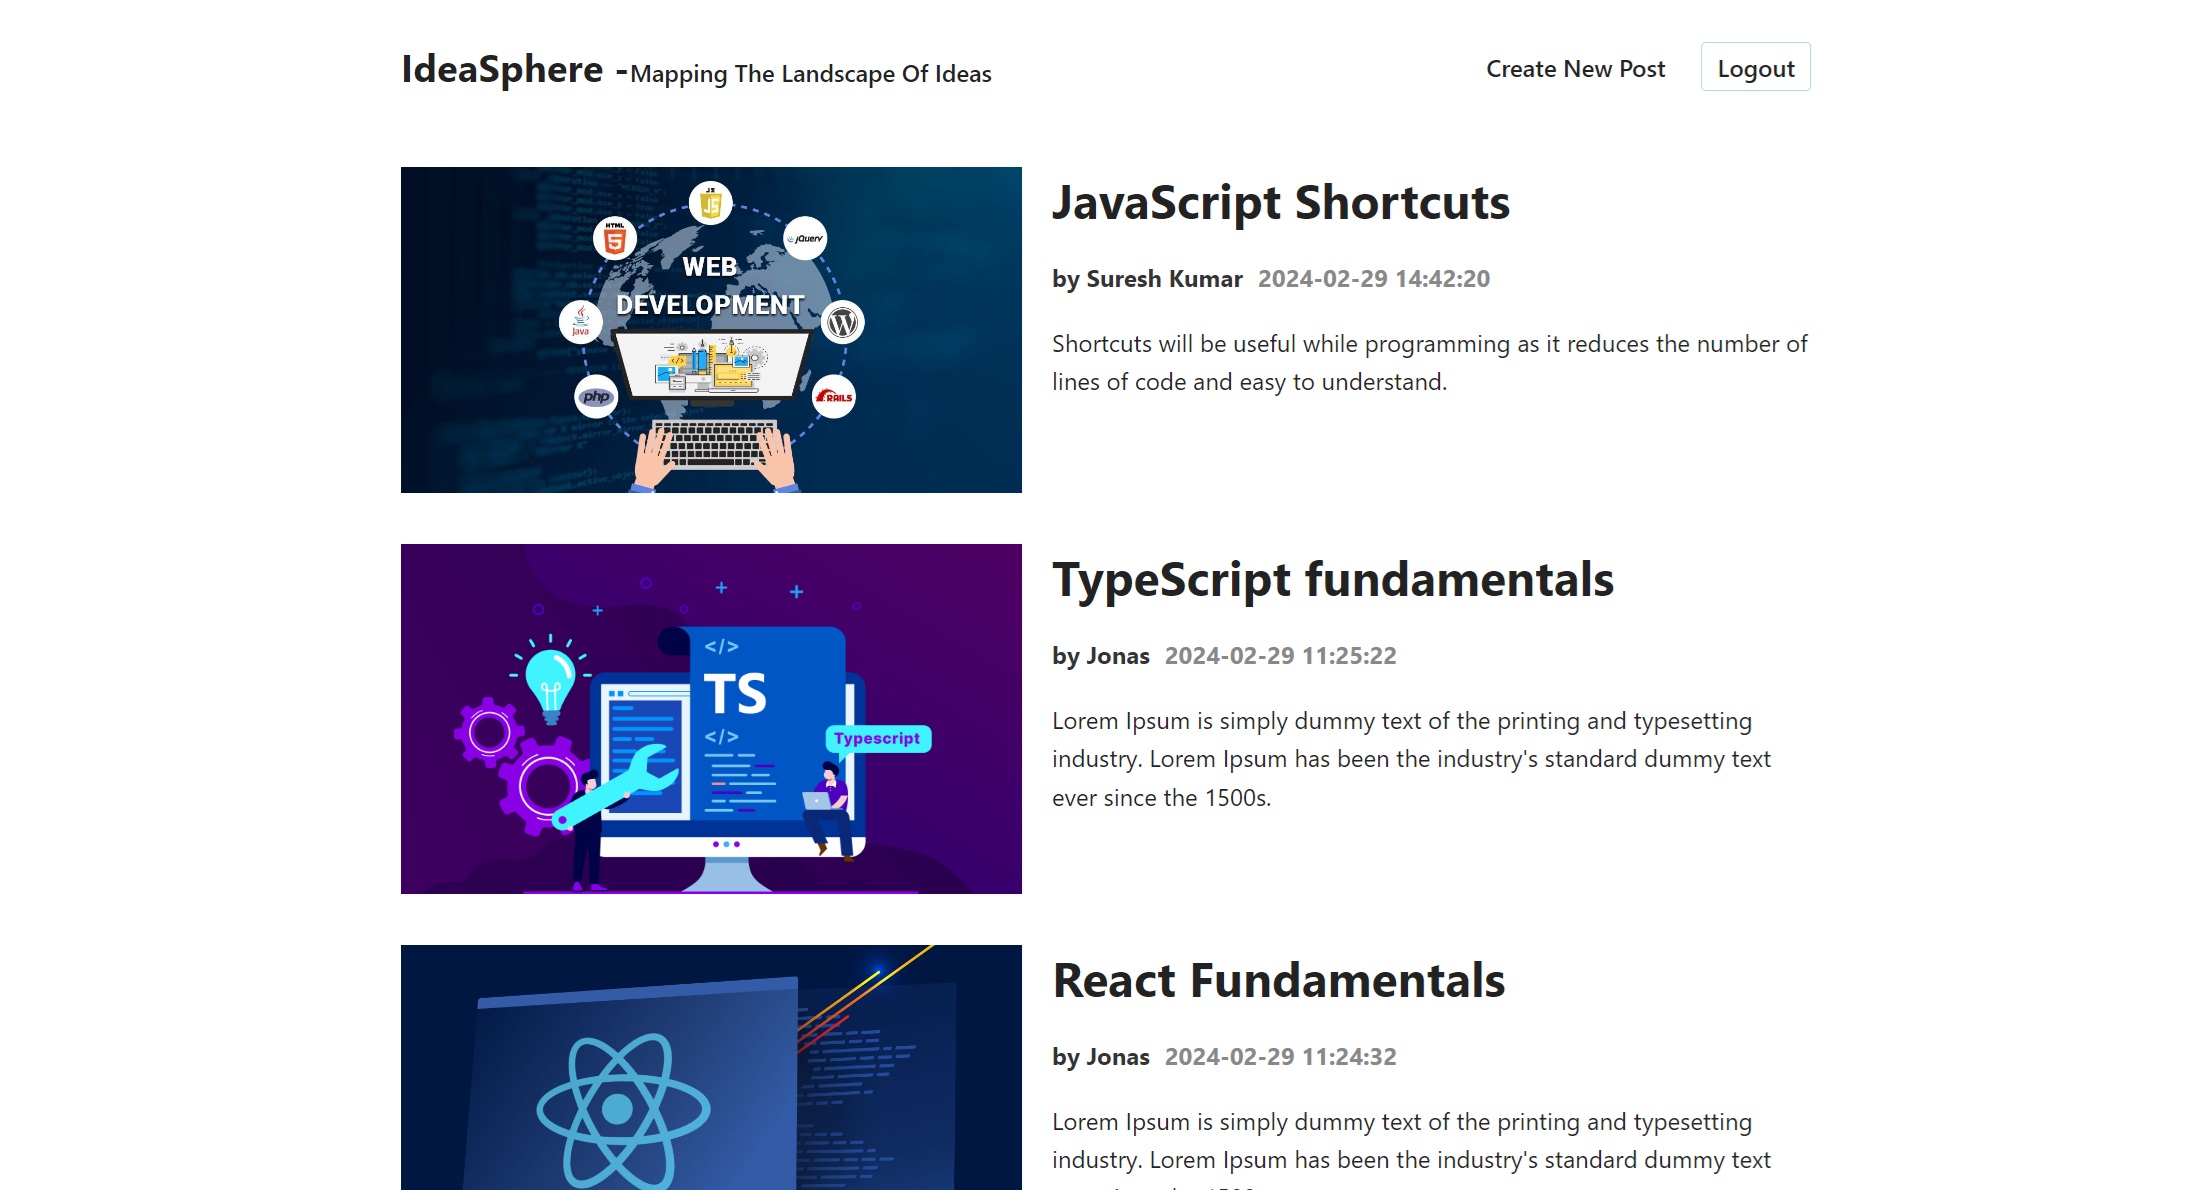 IdeaSphere -Mapping The Landscape Of Ideas
Create New Post
Logout
JS
HTML
jQuery
WEB
DEVELOPMENT
Java
php
RAILS
JavaScript Shortcuts
by Suresh Kumar 2024-02-29 14:42:20
Shortcuts will be useful while programming as it reduces the number of
lines of code and easy to understand.
</>
TS
</>
Typescript
TypeScript fundamentals
by Jonas 2024-02-29 11:25:22
Lorem Ipsum is simply dummy text of the printing and typesetting
industry. Lorem Ipsum has been the industry's standard dummy text
ever since the 1500s.
React Fundamentals
by Jonas 2024-02-29 11:24:32
Lorem Ipsum is simply dummy text of the printing and typesetting
industry. Lorem Ipsum has been the industry's standard dummy text